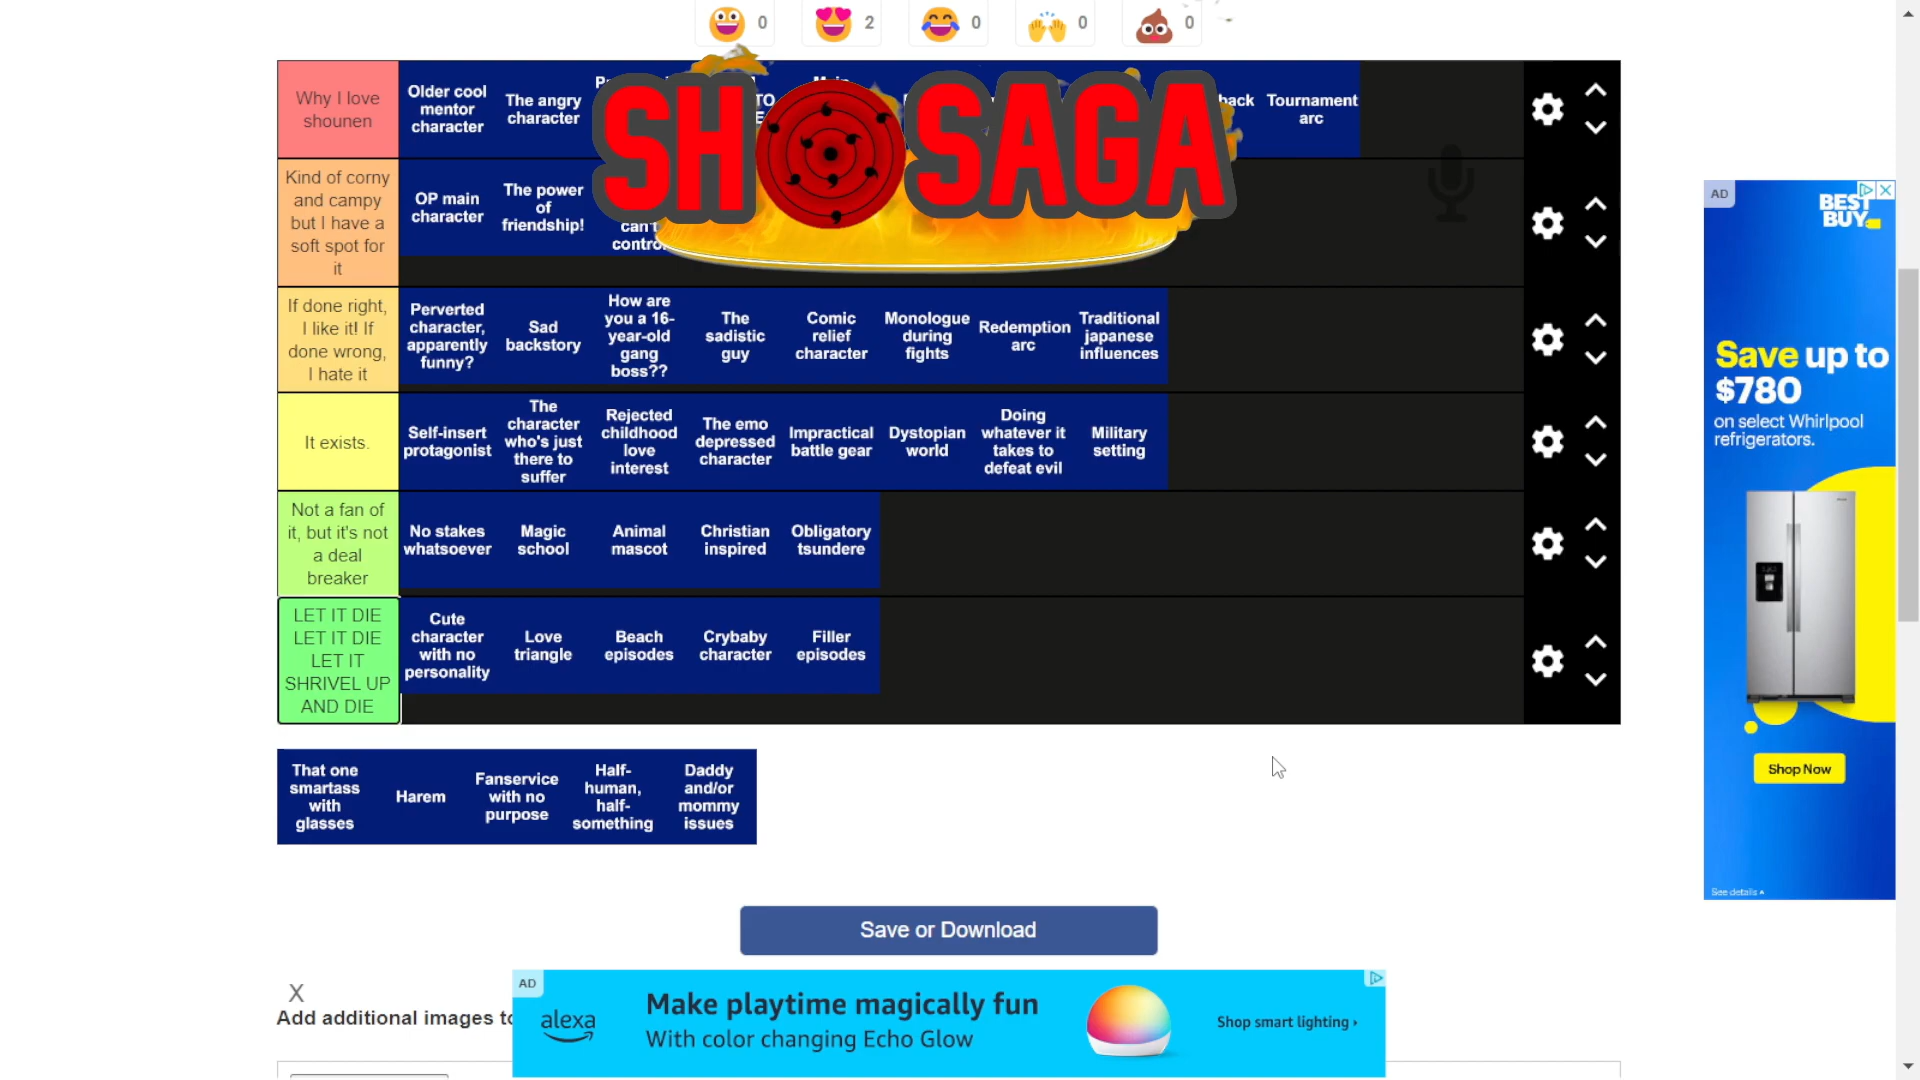 0
2
0
0
0
Why I love
shounen
Older cool
mentor
character
The angry
character
Tournament
arc
SH SAGA
Kind of corny
and campy
but I have a
soft spot for
it
OP main
character
The power
of
friendship!
can't
If done right,
I like it! If
done wrong,
I hate it
Perverted
character,
apparently
funny?
Sad
backstory
How are
you a 16-
year-old
gang
boss??
The
sadistic
guy
Comic
relief
character
Monologue
during
fights
Redemption
arc
Traditional
japanese
influences
It exists.
Self-insert
protagonist
The
character
who's just
there to
suffer
Rejected
childhood
love
interest
The emo
depressed
character
Impractical
battle gear
Dystopian
world
Doing
whatever it
takes to
defeat evil
Military
setting
Not a fan of
it, but it's not
a deal
breaker
No stakes
whatsoever
Magic
school
Animal
mascot
Christian
inspired
Obligatory
tsundere
LET IT DIE
LET IT DIE
LET IT
SHRIVEL UP
AND DIE
Cute
character
with no
personality
Love
triangle
Beach
episodes
Crybaby
character
Filler
episodes
That one
smartass
with
glasses
Harem
Fanservice
with no
purpose
Half-
human,
half-
something
Daddy
and/or
mommy
issues
Save or Download
X
Add additional images to
AD
alexa
Make playtime magically fun
With color changing Echo Glow
Shop smart lighting ›
AD
BEST
BUY
Save up to
$780
on select Whirlpool
refrigerators.
Shop Now
See details